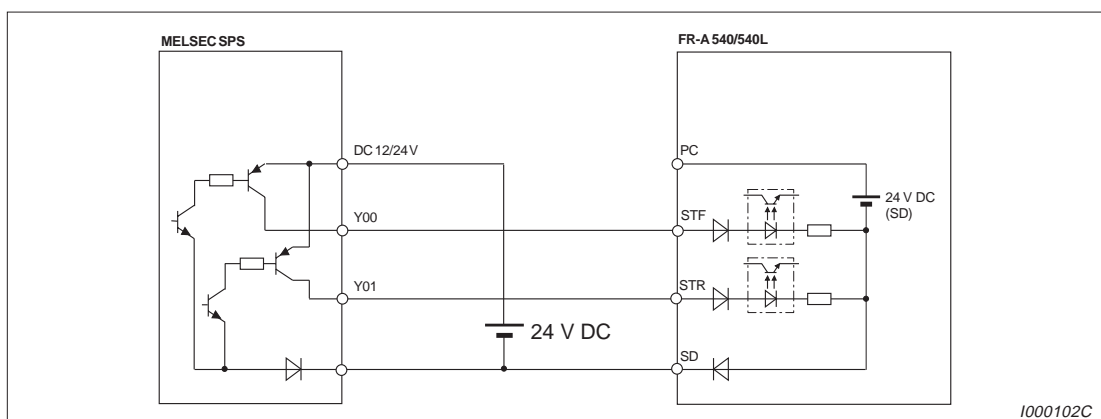 MELSEC SPS
FR-A 540/540L
DC 12/24 V
PC
24 V DC
(SD)
Y00
STF
Y01
STR
24 V DC
SD
I000102C